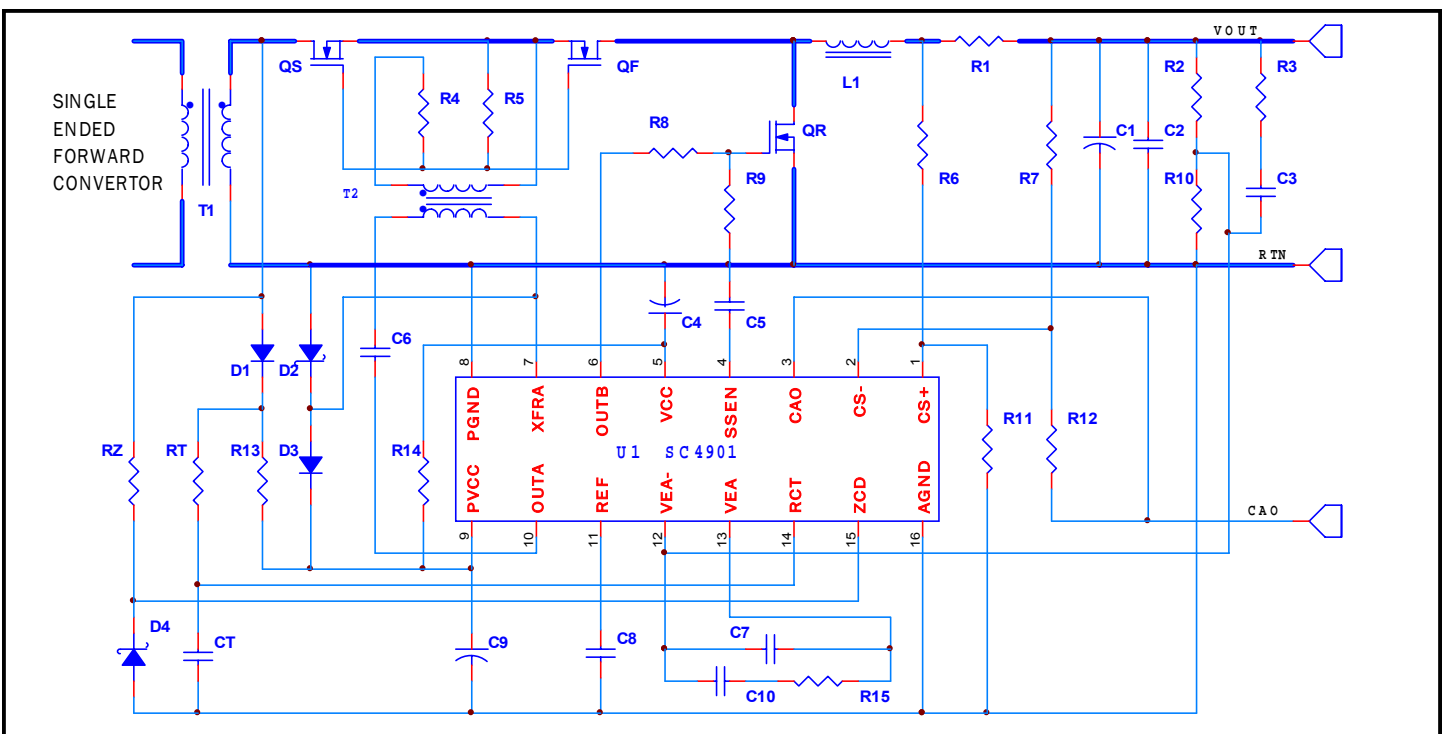 VOUT
QS
QF
R1
R2
R3
L1
SINGLE
ENDED
FORWARD
CONVERTOR
R4
R5
R8
QR
C1
C2
R6
R7
R9
R10
C3
T1
T2
RTN
C6
C4
C5
D1
D2
8
7
6
5
4
3
2
1
PGND
XFRA
OUTB
VCC
SSEN
CAO
CS-
CS+
R11
R12
RZ
RT
R13
D3
R14
U1 SC4901
PVCC
OUTA
REF
VEA-
VEA
RCT
ZCD
AGND
CAO
9
10
11
12
13
14
15
16
D4
CT
C9
C8
C7
C10
R15